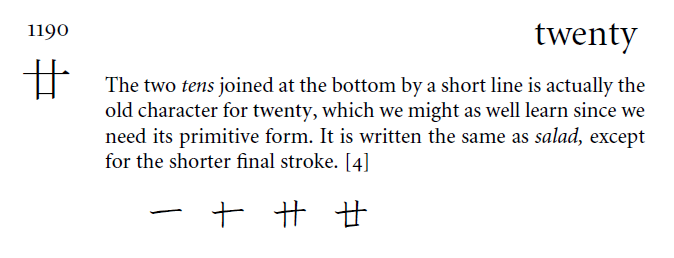 1190
twenty
廿
The two tens joined at the bottom by a short line is actually the
old character for twenty, which we might as well learn since we
need its primitive form. It is written the same as salad, except
for the shorter final stroke. [4]
一 十 卄 廿